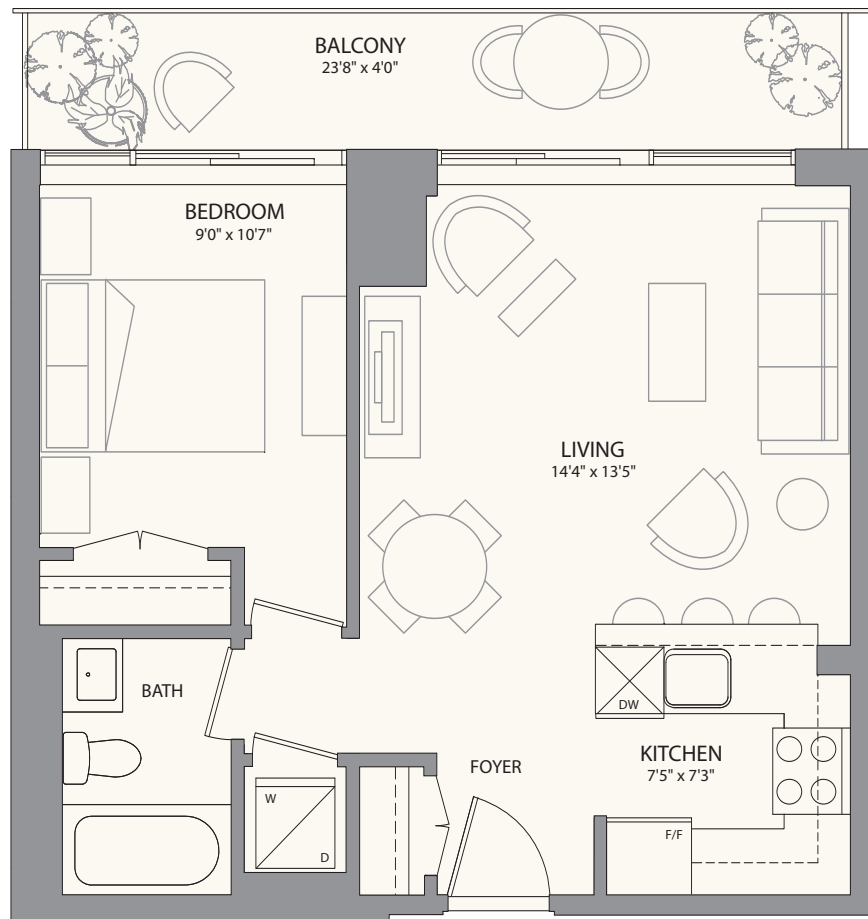 BALCONY
23'8" x 4'0"
BEDROOM
9'0" x 10'7"
LIVING
14'4" x 13'5"
BATH
DW
KITCHEN
7'5" x 7'3"
FOYER
W
D
F/F